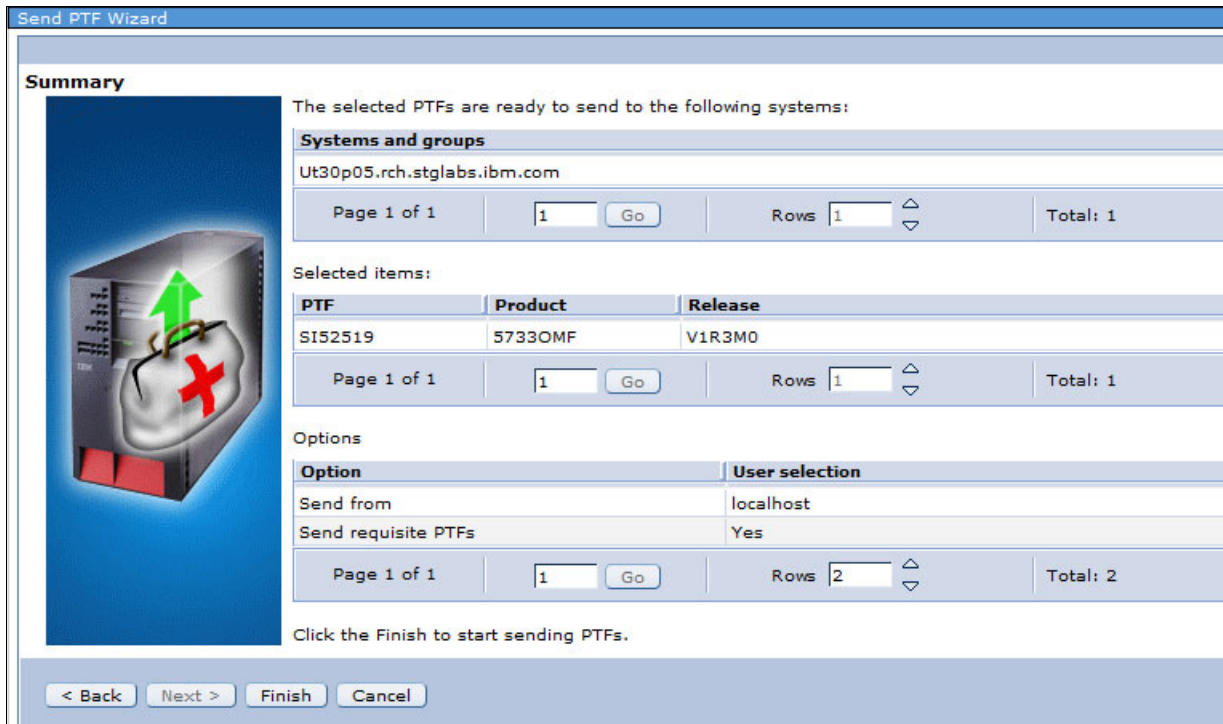 Send PTF Wizard
Summary
The selected PTFs are ready to send to the following systems:
Systems and groups
Ut30p05.rch.stglabs.ibm.com
Page 1 of 1 1 Go Rows 1 Total: 1
Selected items:
PTF Product Release
SI52519 5733OMF V1R3M0
Page 1 of 1 1 Go Rows 1 Total: 1
IBM
Options
Option User selection
Send from localhost
Send requisite PTFs Yes
Page 1 of 1 1 Go Rows 2 Total: 2
Click the Finish to start sending PTFs.
< Back Next > Finish Cancel